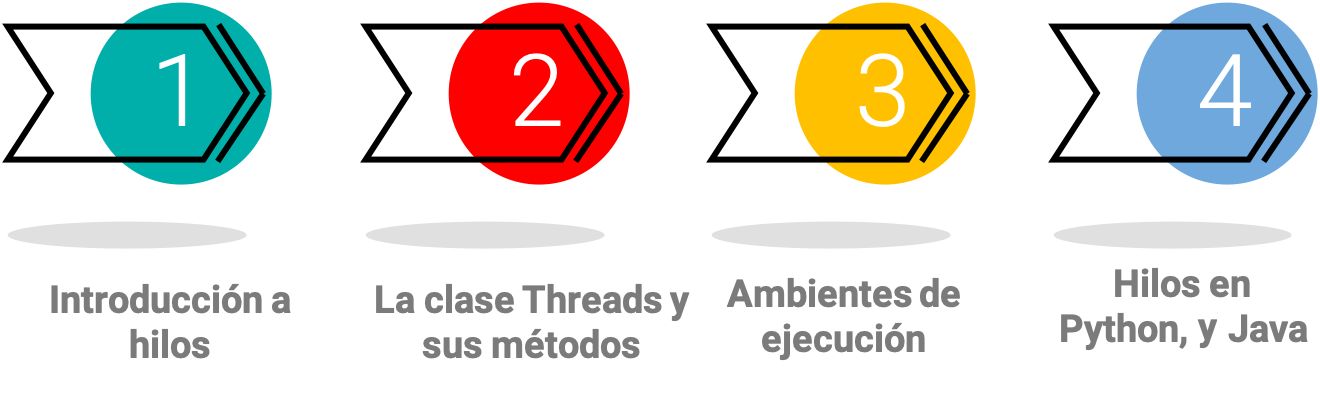 1
Introducción a
hilos
2
La clase Threads y
sus métodos
3
Ambientes de
ejecución
4
Hilos en
Python, y Java